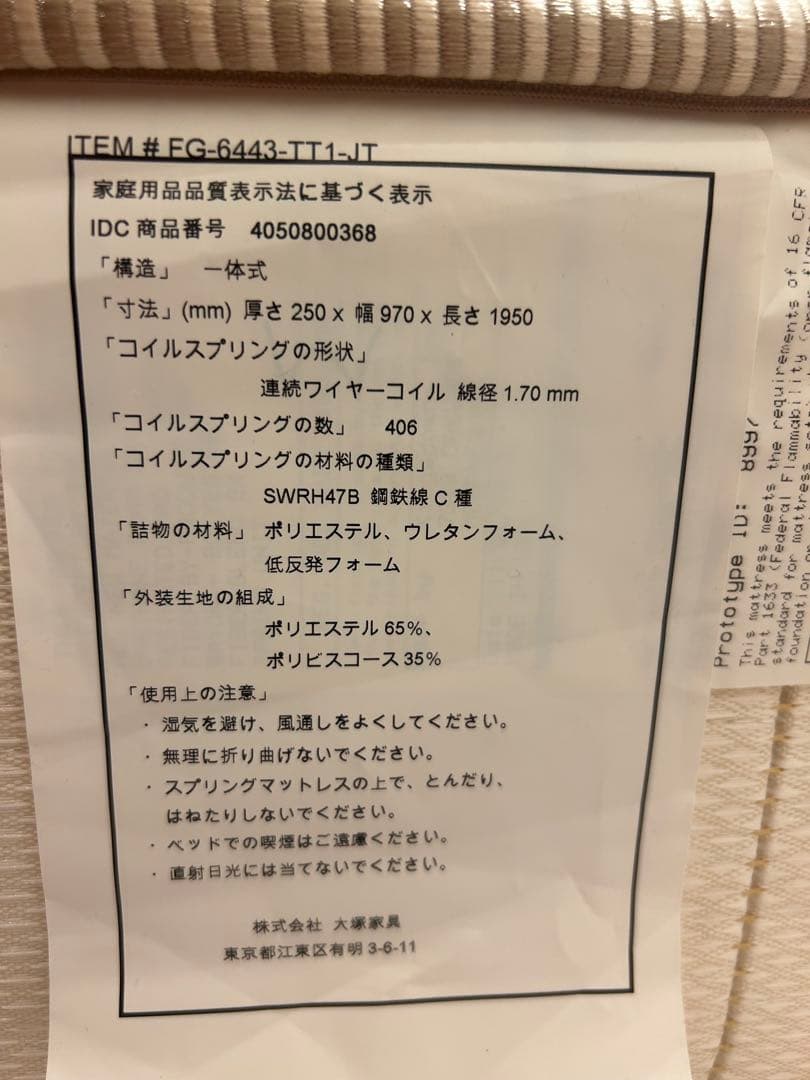 ITEM # FG-6443-TT1-JT
家庭用品品質表示法に基づく表示
IDC 商品番号 4050800368
「構造」 一体式
「寸法」(mm) 厚さ 250 x 幅 970 x 長さ 1950
「コイルスプリングの形状」
連続ワイヤーコイル 線径 1.70 mm
「コイルスプリングの数」 406
「コイルスプリングの材料の種類」
SWRH47B 鋼鉄線 C 種
「詰物の材料」 ポリエステル、ウレタンフォーム、
低反発フォーム
「外装生地の組成」
ポリエステル 65%、
ポリビスコース 35%
「使用上の注意」
・ 湿気を避け、風通しをよくしてください。
・ 無理に折り曲げないでください。
・ スプリングマットレスの上で、とんだり、
はねたりしないでください。
・ ベッドでの喫煙はご遠慮ください。
・ 直射日光には当てないでください。
株式会社 大塚家具
東京都江東区有明 3-6-11
Prototype ID: 8997
This mattress meets the requirements of 16 CFR
Part 1633 (Federal Flammability
standard for mattress
foundation